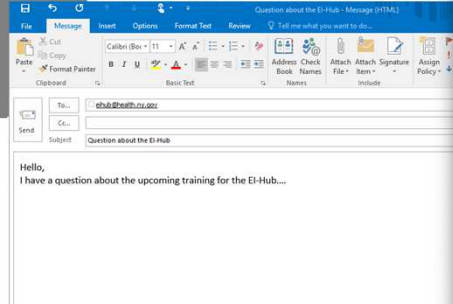 Question about the EI-Hub - Message (HTML)
File Message Insert Options Format Text Review Tell me what you want to do...
Cut
Copy
Paste
Format Painter
Clipboard
Calibri (Boı 11 A A
B I U A
Basic Text
Address Book
Check Names
Names
Attach File
Attach Item
Signature
Include
Assign Policy
Send
To...
eihub@health.ny.gov
Cc...
Subject
Question about the EI-Hub
Hello,
I have a question about the upcoming training for the EI-Hub....